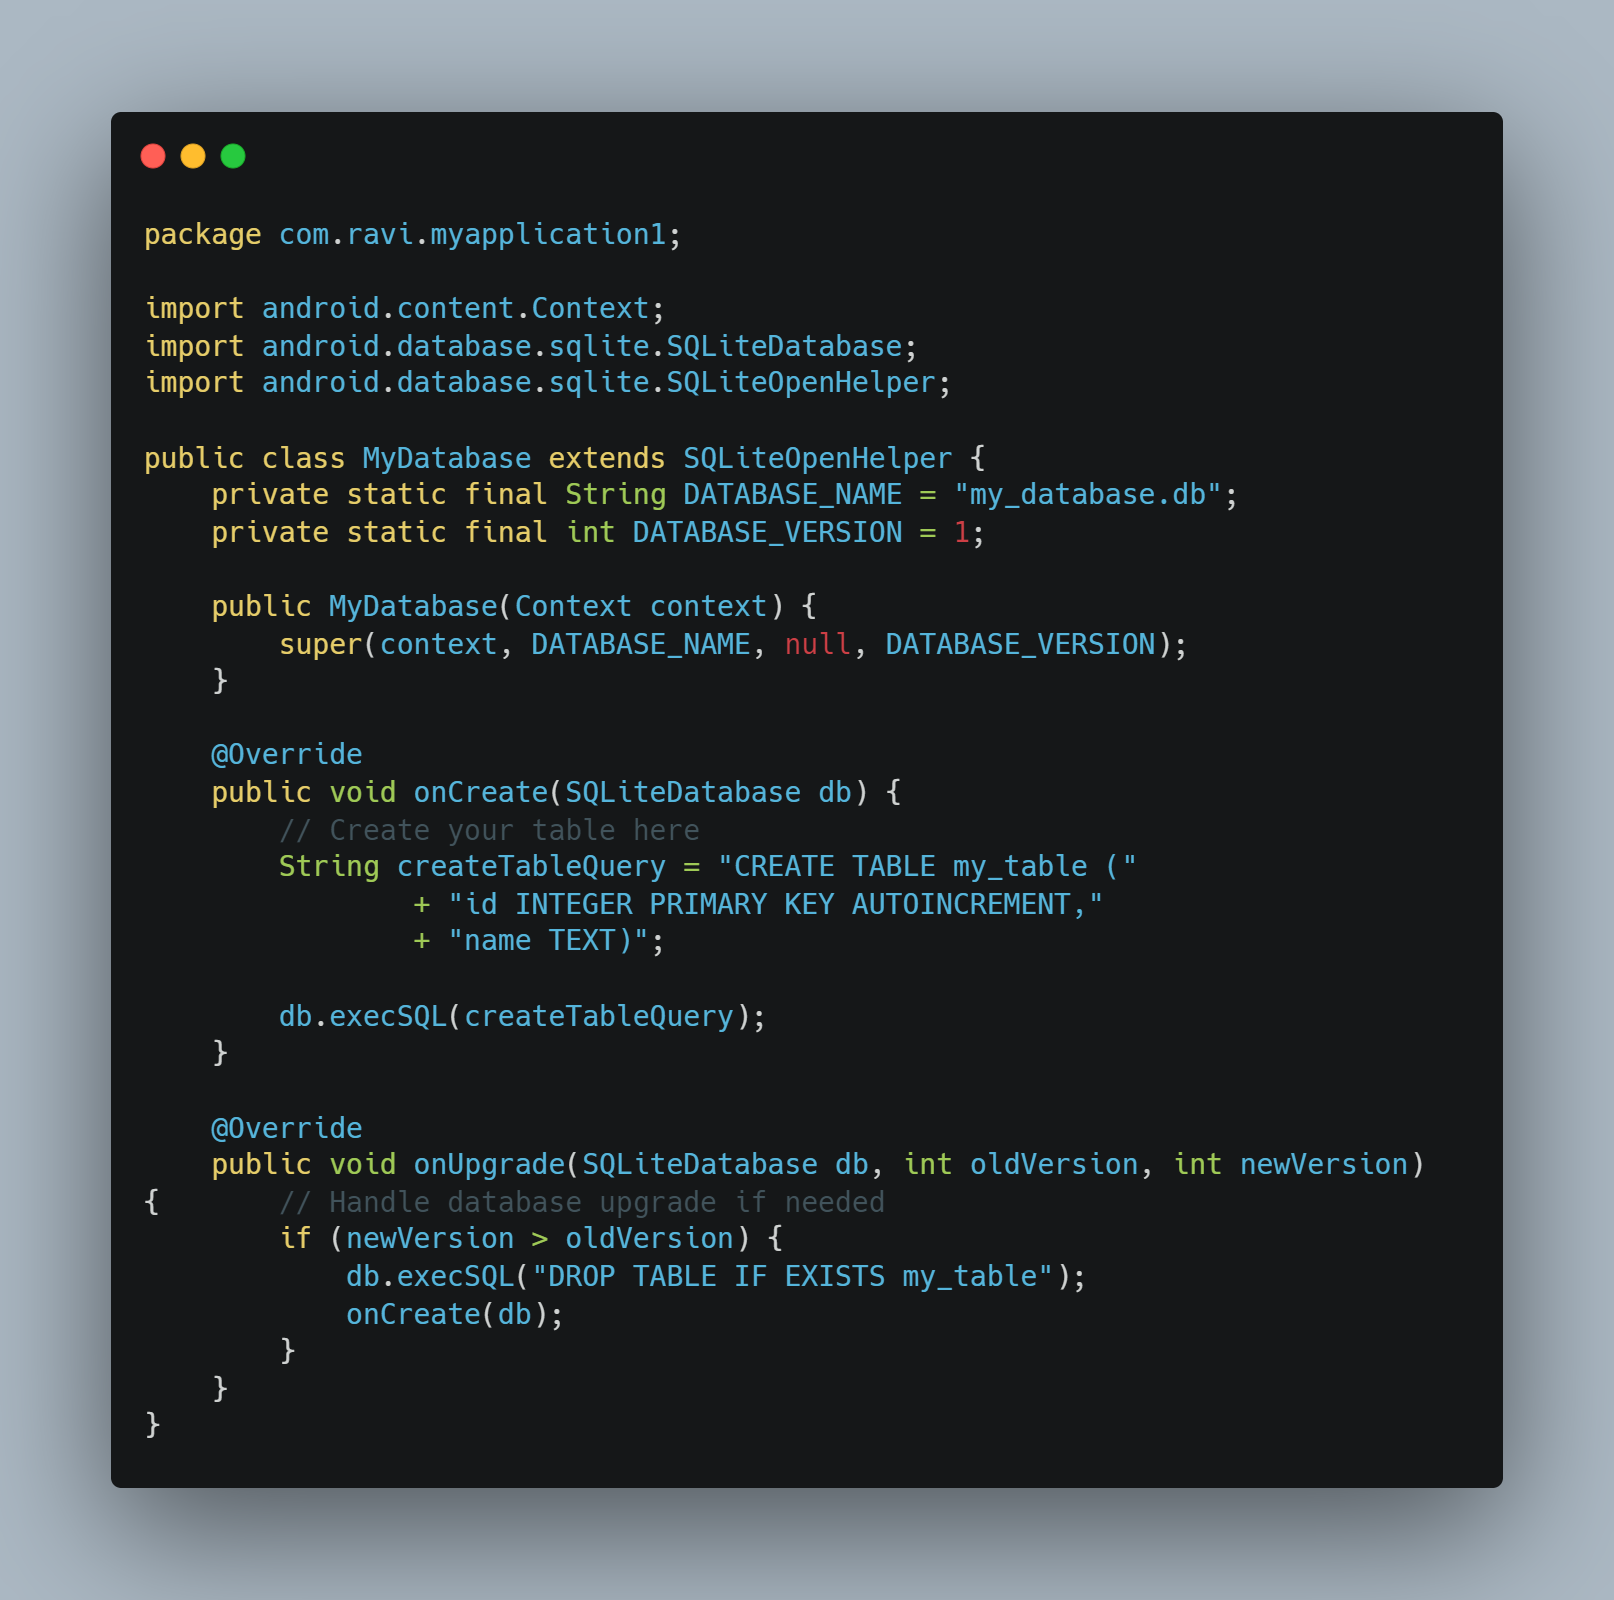 package com.ravi.myapplication1;

import android.content.Context;
import android.database.sqlite.SQLiteDatabase;
import android.database.sqlite.SQLiteOpenHelper;

public class MyDatabase extends SQLiteOpenHelper {
    private static final String DATABASE_NAME = "my_database.db";
    private static final int DATABASE_VERSION = 1;

    public MyDatabase(Context context) {
        super(context, DATABASE_NAME, null, DATABASE_VERSION);
    }

    @Override
    public void onCreate(SQLiteDatabase db) {
        // Create your table here
        String createTableQuery = "CREATE TABLE my_table ("
                + "id INTEGER PRIMARY KEY AUTOINCREMENT,"
                + "name TEXT)";

        db.execSQL(createTableQuery);
    }

    @Override
    public void onUpgrade(SQLiteDatabase db, int oldVersion, int newVersion)
{       // Handle database upgrade if needed
        if (newVersion > oldVersion) {
            db.execSQL("DROP TABLE IF EXISTS my_table");
            onCreate(db);
        }
    }
}